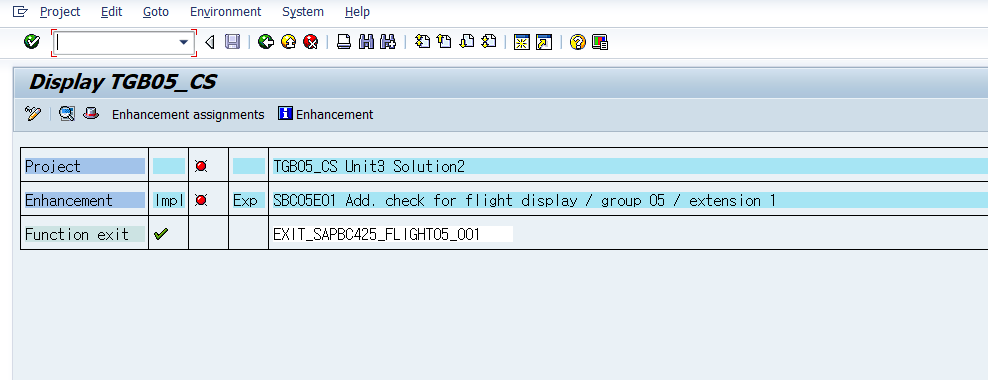 Project Edit Goto Environment System Help
Display TGB05_CS
Enhancement assignments Enhancement
Project TGB05_CS Unit3 Solution2
Enhancement Impl Exp SBC05E01 Add. check for flight display / group 05 / extension 1
Function exit EXIT_SAPBC425_FLIGHT05_001